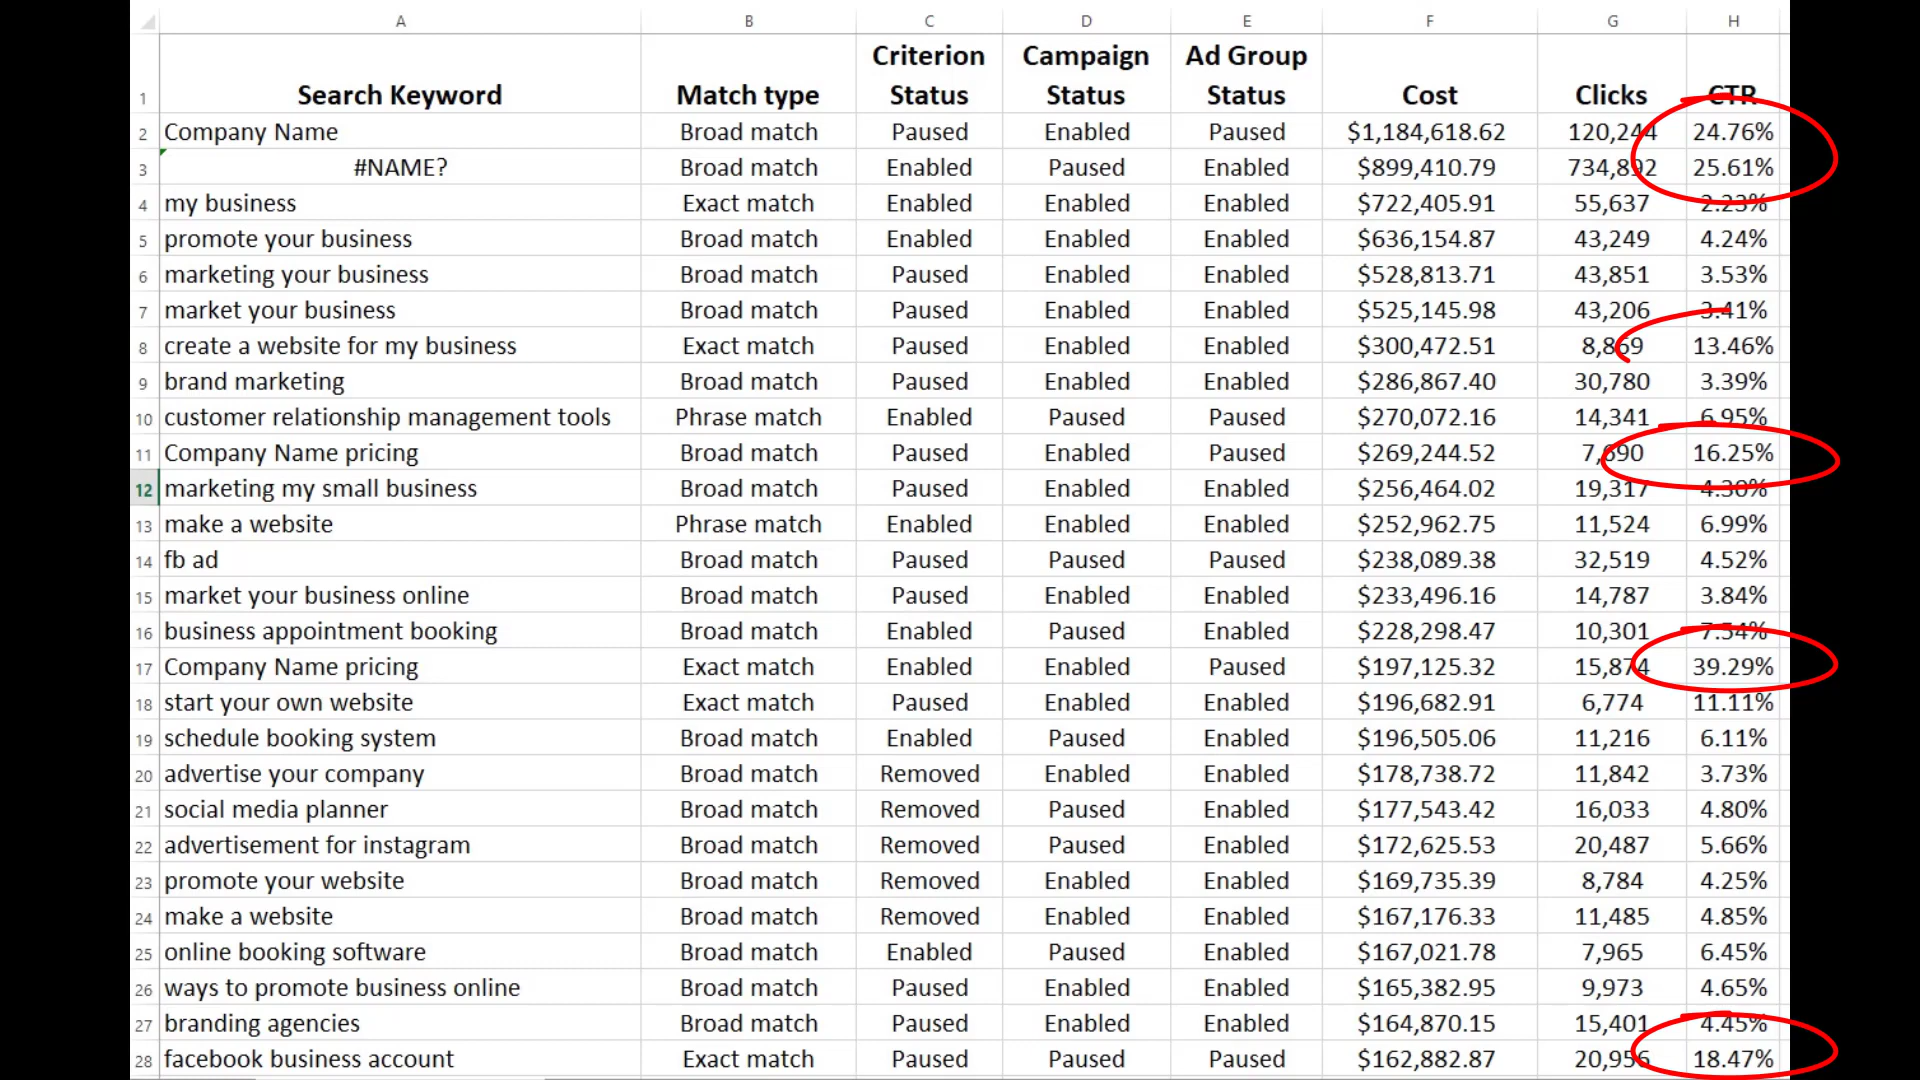 A B C D E F G H
1 Search Keyword Match type Criterion Status Campaign Status Ad Group Status Cost Clicks CTR
2 Company Name Broad match Paused Enabled Paused $1,184,618.62 120,244 24.76%
3 #NAME? Broad match Enabled Paused Enabled $899,410.79 734,892 25.61%
4 my business Exact match Enabled Enabled Enabled $722,405.91 55,637 2.23%
5 promote your business Broad match Enabled Enabled Enabled $636,154.87 43,249 4.24%
6 marketing your business Broad match Paused Enabled Enabled $528,813.71 43,851 3.53%
7 market your business Broad match Paused Enabled Enabled $525,145.98 43,206 3.41%
8 create a website for my business Exact match Paused Enabled Enabled $300,472.51 8,869 13.46%
9 brand marketing Broad match Paused Enabled Enabled $286,867.40 30,780 3.39%
10 customer relationship management tools Phrase match Enabled Paused Paused $270,072.16 14,341 6.95%
11 Company Name pricing Broad match Paused Enabled Paused $269,244.52 7,690 16.25%
12 marketing my small business Broad match Paused Enabled Enabled $256,464.02 19,317 4.30%
13 make a website Phrase match Enabled Enabled Enabled $252,962.75 11,524 6.99%
14 fb ad Broad match Paused Paused Paused $238,089.38 32,519 4.52%
15 market your business online Broad match Paused Enabled Enabled $233,496.16 14,787 3.84%
16 business appointment booking Broad match Enabled Paused Enabled $228,298.47 10,301 7.54%
17 Company Name pricing Exact match Enabled Enabled Paused $197,125.32 15,874 39.29%
18 start your own website Exact match Paused Enabled Enabled $196,682.91 6,774 11.11%
19 schedule booking system Broad match Enabled Paused Enabled $196,505.06 11,216 6.11%
20 advertise your company Broad match Removed Enabled Enabled $178,738.72 11,842 3.73%
21 social media planner Broad match Removed Paused Enabled $177,543.42 16,033 4.80%
22 advertisement for instagram Broad match Removed Paused Enabled $172,625.53 20,487 5.66%
23 promote your website Broad match Removed Enabled Enabled $169,735.39 8,784 4.25%
24 make a website Broad match Removed Enabled Enabled $167,176.33 11,485 4.85%
25 online booking software Broad match Enabled Paused Enabled $167,021.78 7,965 6.45%
26 ways to promote business online Broad match Paused Enabled Enabled $165,382.95 9,973 4.65%
27 branding agencies Broad match Paused Enabled Enabled $164,870.15 15,401 4.45%
28 facebook business account Exact match Paused Paused Paused $162,882.87 20,956 18.47%